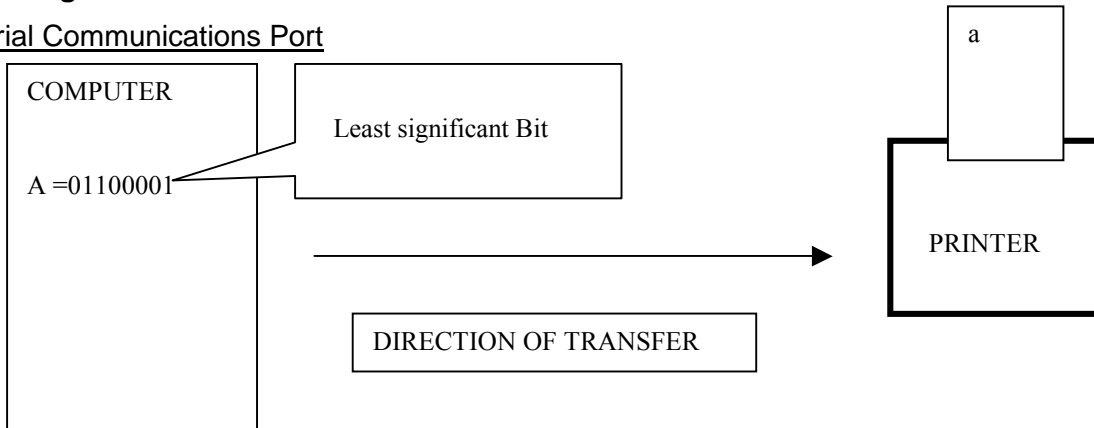 rial Communications Port
a
COMPUTER
Least significant Bit
A =01100001
PRINTER
DIRECTION OF TRANSFER